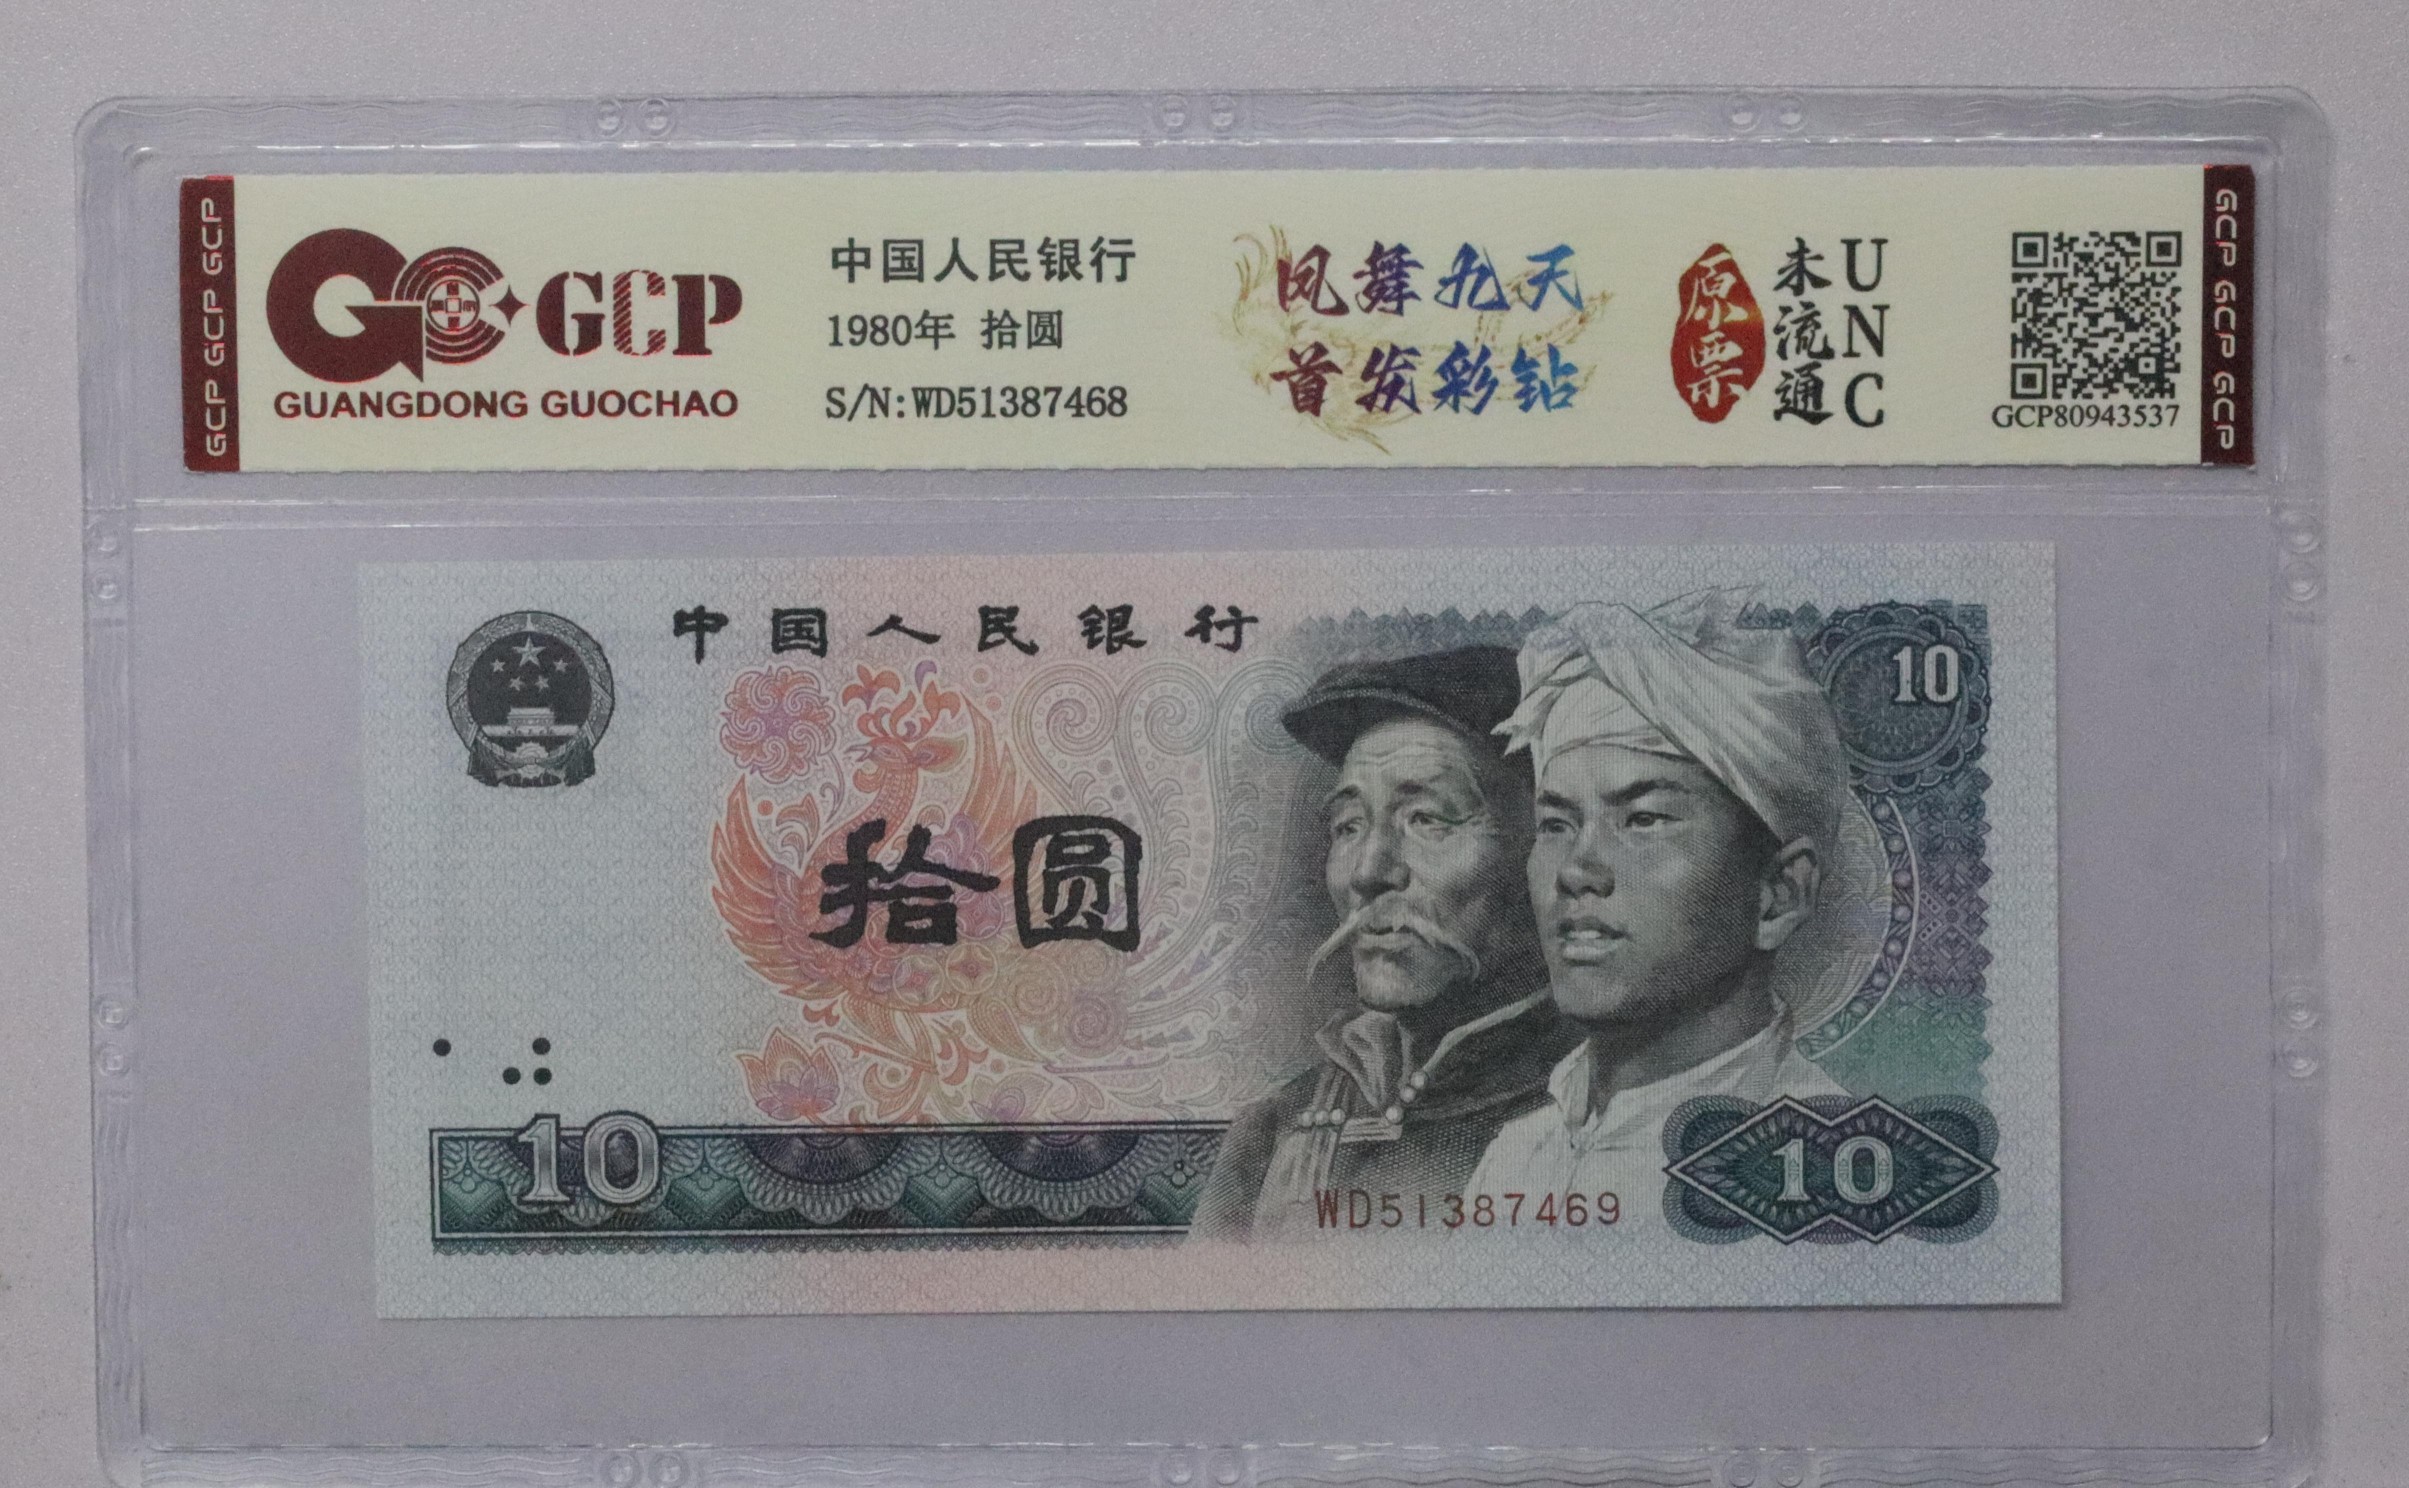 GCP GCP GCP
GCP
GUANGDONG GUOCHAO
中国人民银行
1980年 拾圆
S/N:WD51387468
凤舞九天
首发彩钻
原票
未流通
UNC
GCP80943537
GCP GCP GCP
中国人民银行
10
拾圆
10
WD51387469
10